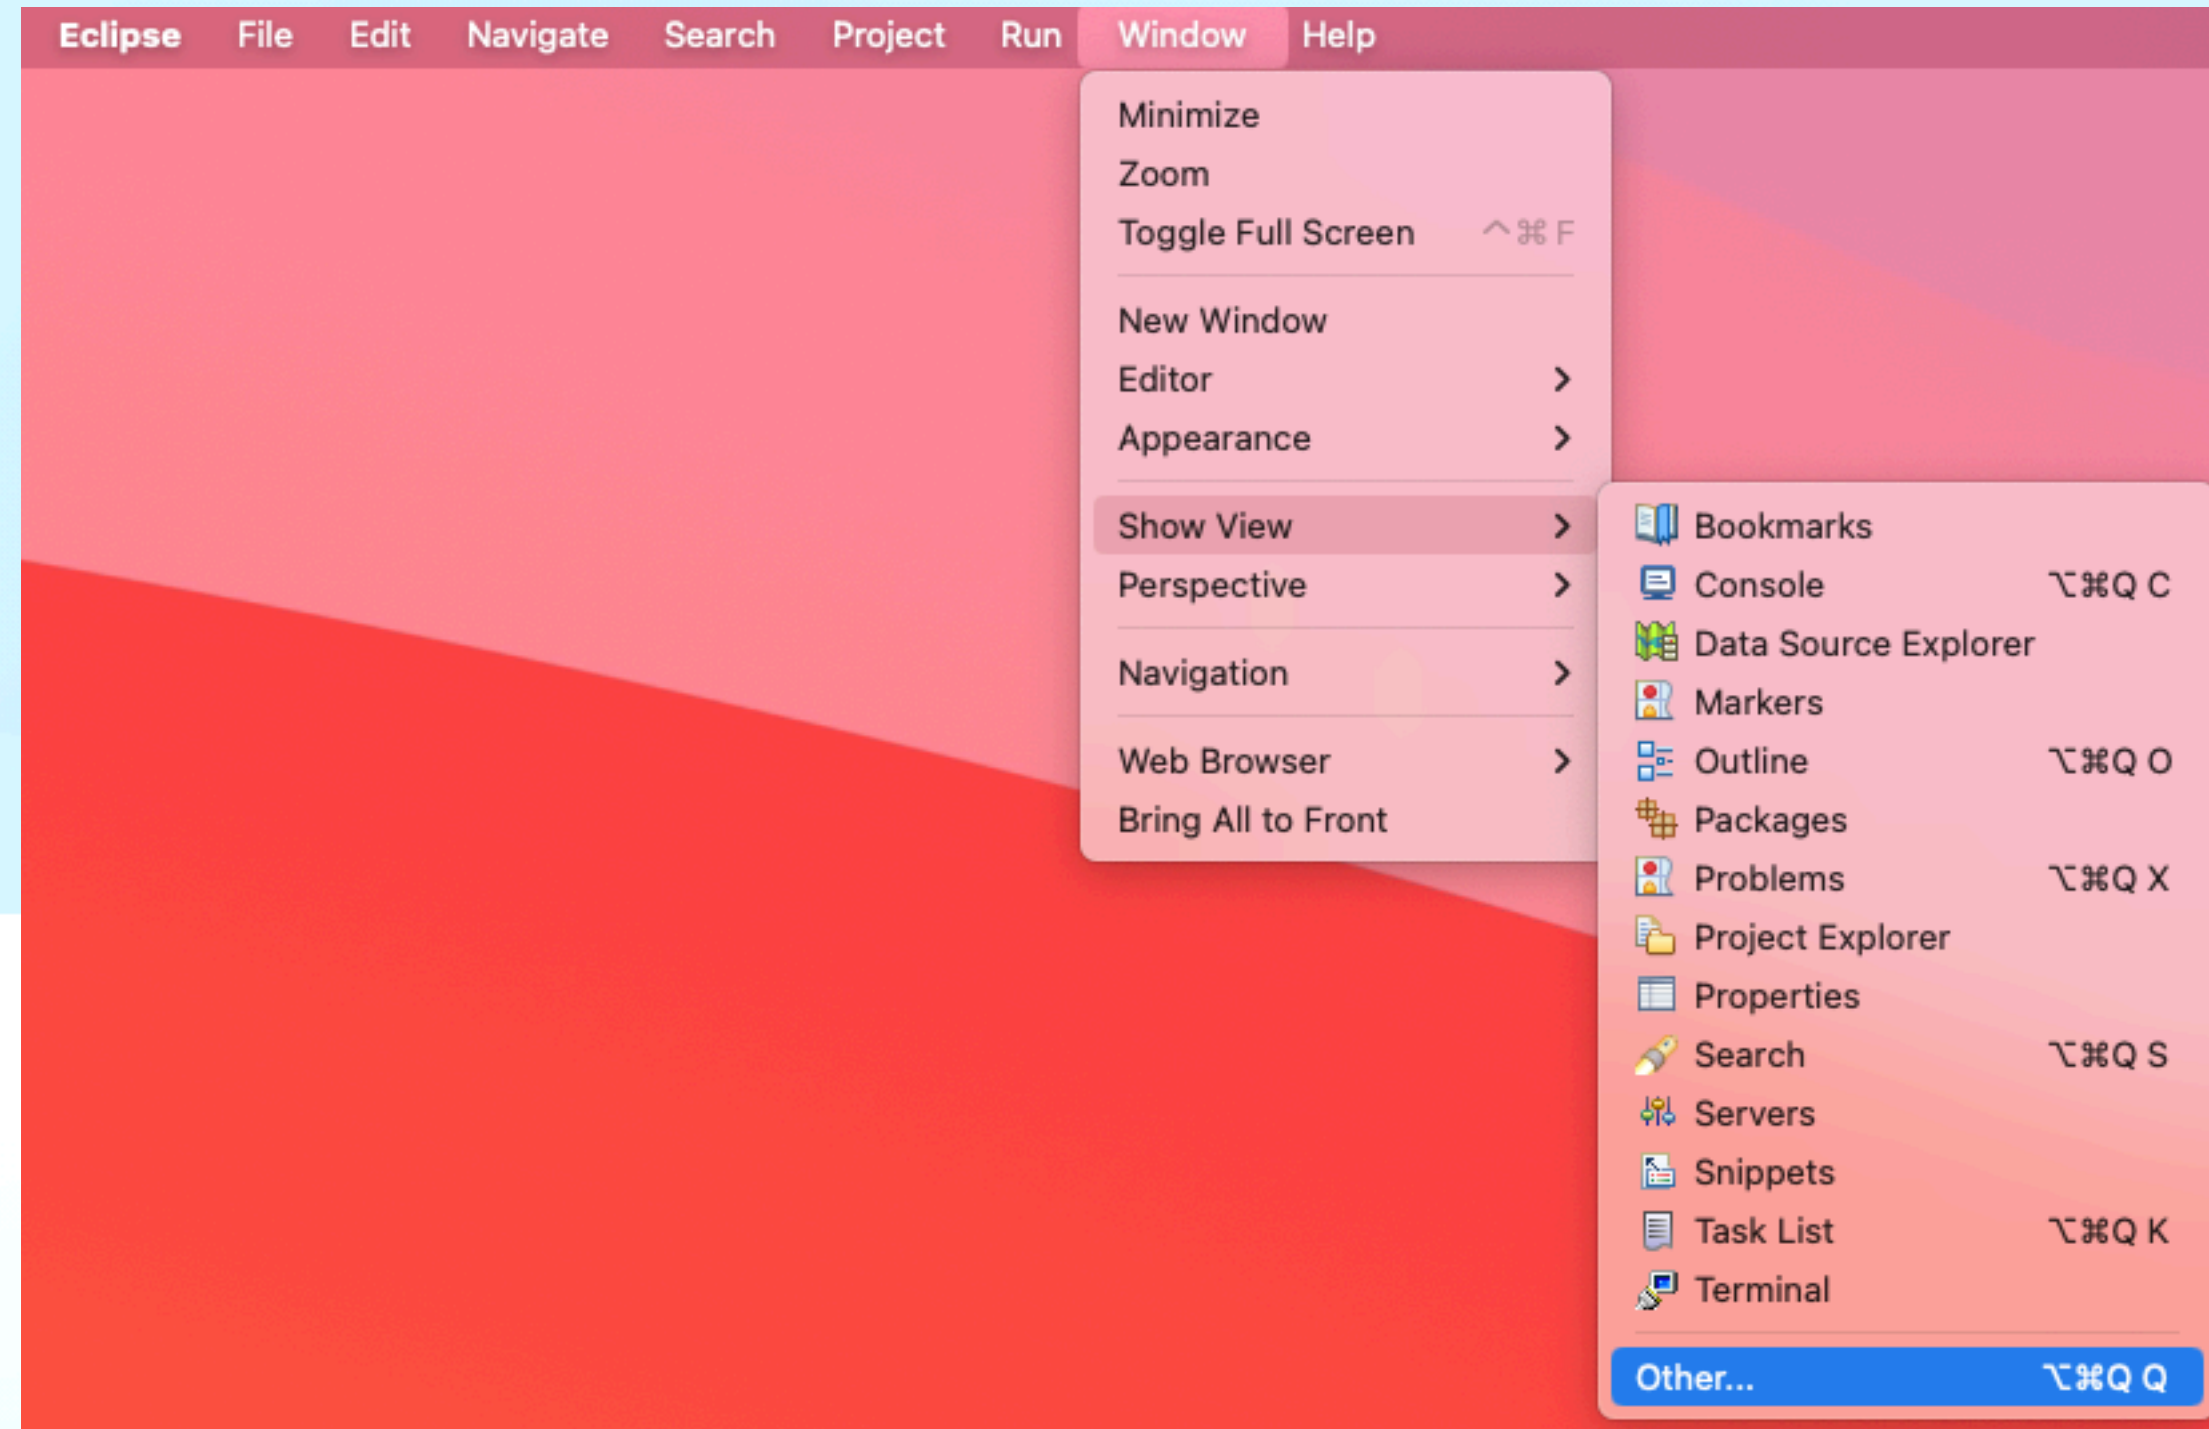 Eclipse File Edit Navigate Search Project Run Window Help
Minimize
Zoom
Toggle Full Screen ^⌘F
New Window
Editor
Appearance
Show View
Perspective
Navigation
Web Browser
Bring All to Front
Bookmarks
Console ⌥⌘Q C
Data Source Explorer
Markers
Outline ⌥⌘Q O
Packages
Problems ⌥⌘Q X
Project Explorer
Properties
Search ⌥⌘Q S
Servers
Snippets
Task List ⌥⌘Q K
Terminal
Other... ⌥⌘Q Q